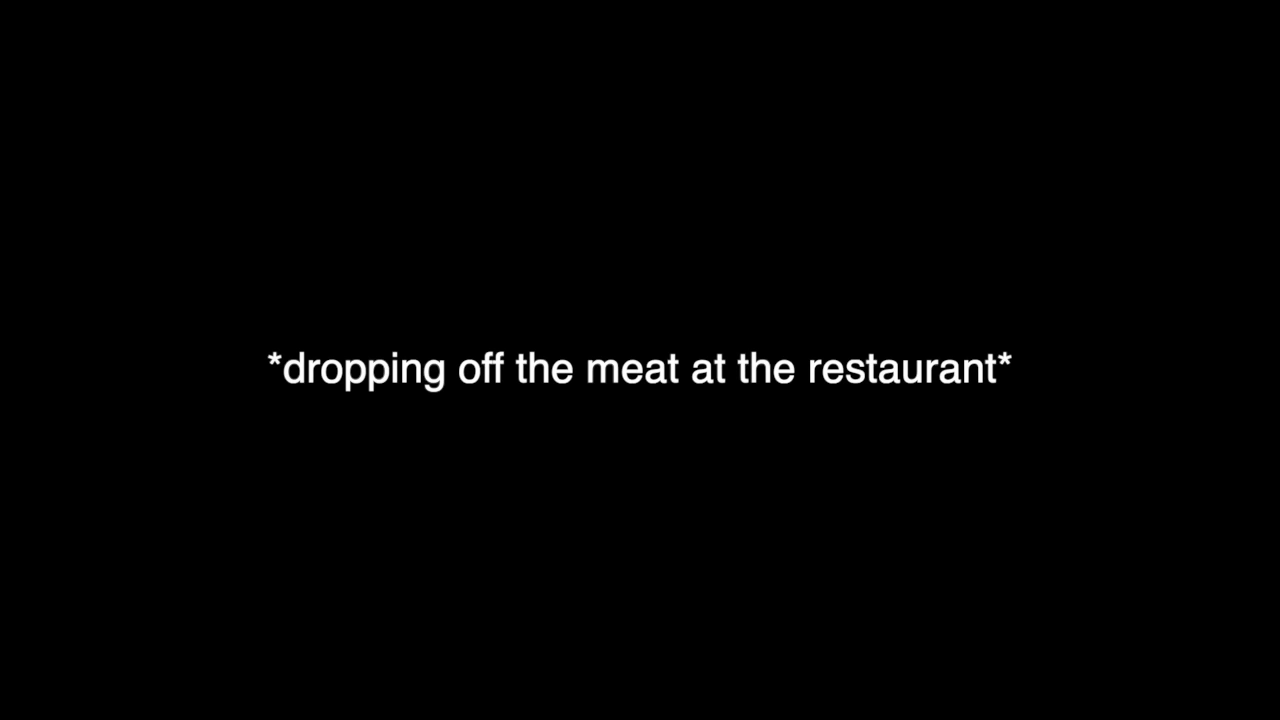 *dropping off the meat at the restaurant*